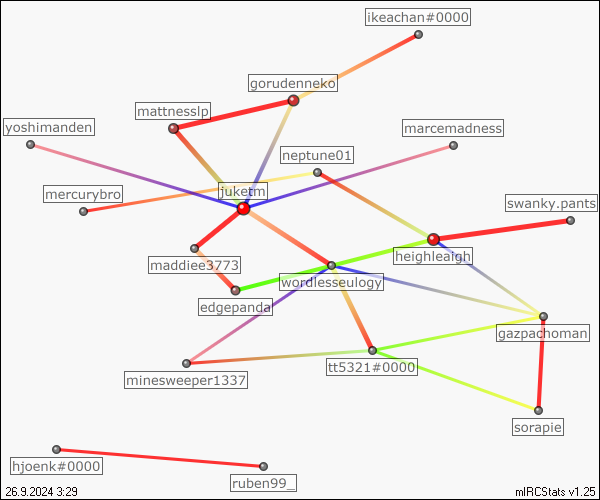 ikeachan#0000
gorudenneko
mattnesslp
yoshimanden
marcemadness
neptune01
mercurybro
juketm
swanky.pants
heighleaigh
maddiee3773
wordlesseulogy
edgepanda
gazpachoman
tt5321#0000
minesweeper1337
sorapie
hjoenk#0000
ruben99_
26.9.2024 3:29
mIRCStats v1.25